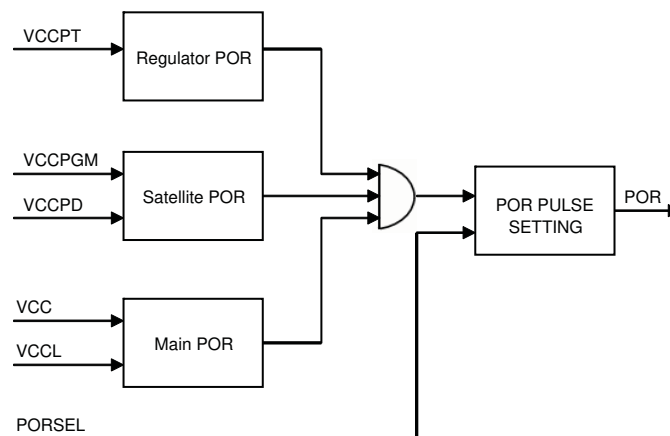 VCCPT
Regulator POR
VCCPGM
Satellite POR
VCCPD
POR PULSE
SETTING
POR
VCC
Main POR
VCCL
PORSEL